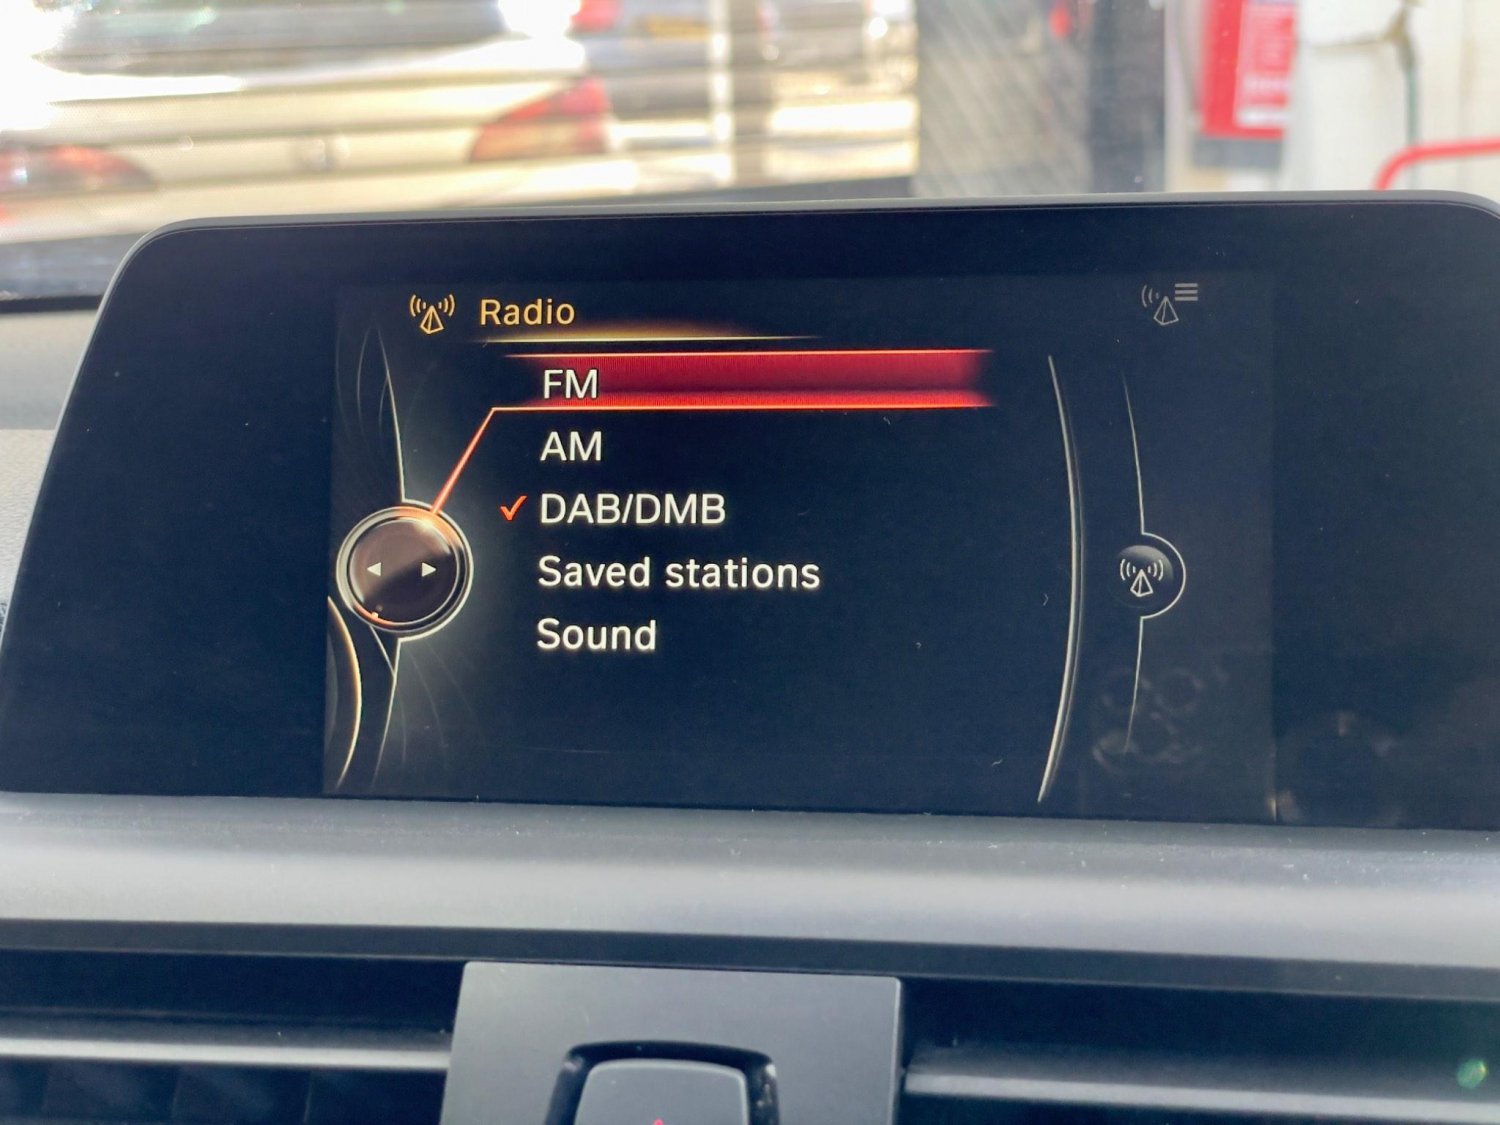 Radio
FM
AM
DAB/DMB
Saved stations
Sound